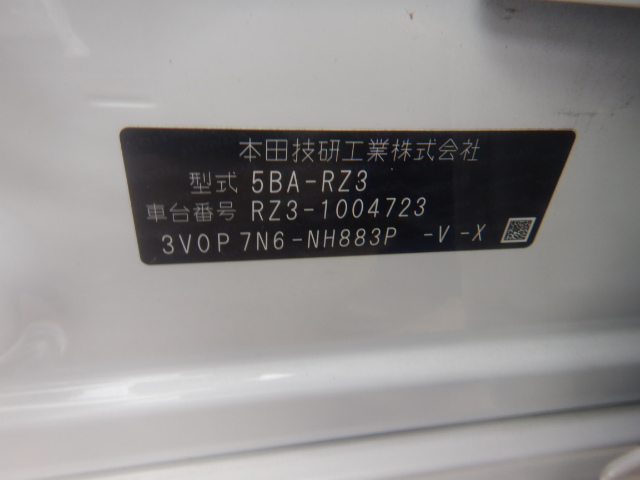 本田技研工業株式会社
型式 5BA-RZ3
車台番号 RZ3-1004723
3V0P 7N6-NH883P -V -X